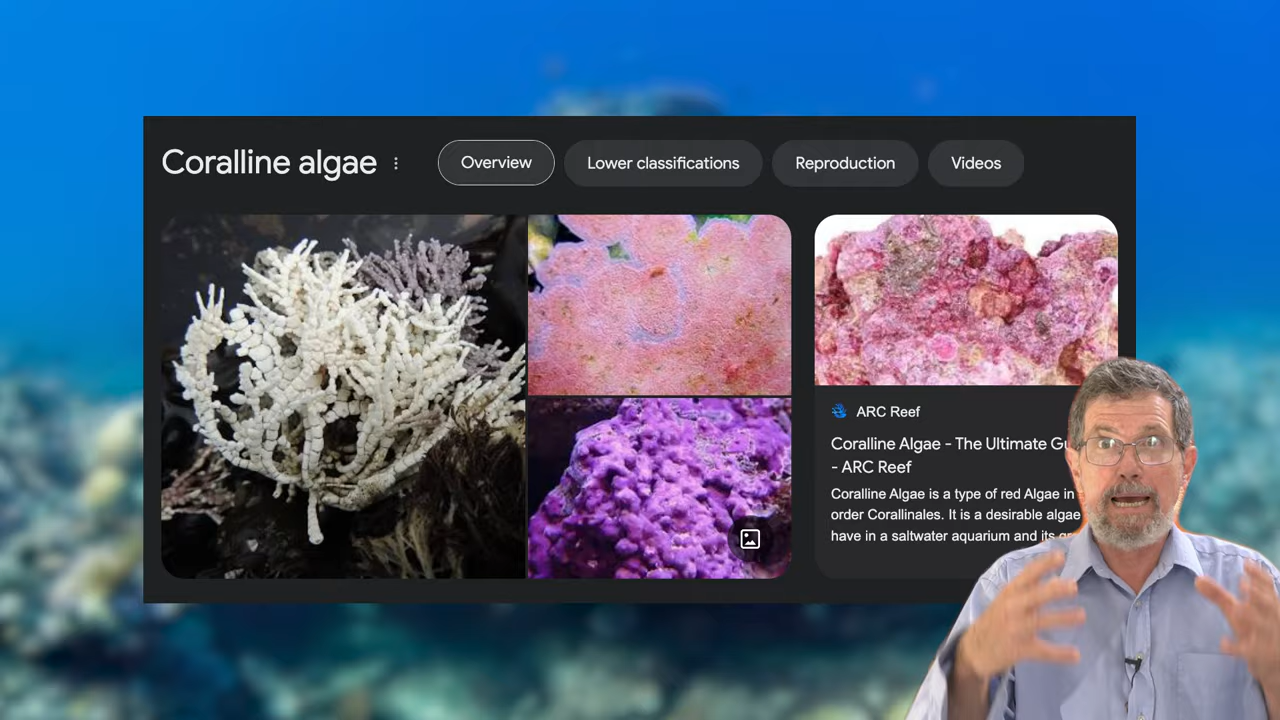 Coralline algae
Overview
Lower classifications
Reproduction
Videos
ARC Reef
Coralline Algae - The Ultimate
- ARC Reef
Coralline Algae is a type of red Algae in
order Corallinales. It is a desirable algae
have in a saltwater aquarium and its